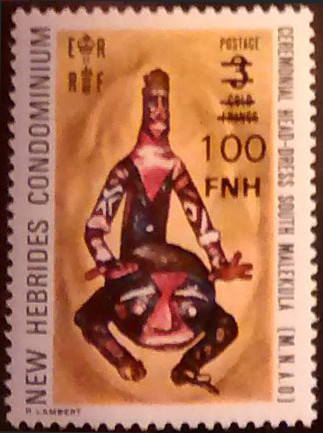 NEW HEBRIDES CONDOMINIUM
E R
R F
POSTAGE
3
GOLD
FRANCS
100
FNH
CEREMONIAL HEAD-DRESS SOUTH MALEKULA (M N A O)
P. LAMBERT